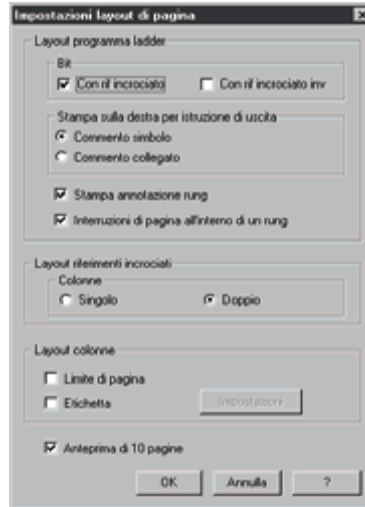 Impostazioni layout di pagina
Layout programma ladder
Bit
Con rif incrociato Con rif incrociato inv
Stampa sulla destra per istruzione di uscita
Commento simbolo
Commento collegato
Stampa annotazione rung
Interruzioni di pagina all'interno di un rung
Layout riferimenti incrociati
Colonne
Singolo Doppio
Layout colonne
Limite di pagina
Etichetta Impostazioni
Anteprima di 10 pagine
OK Annulla ?